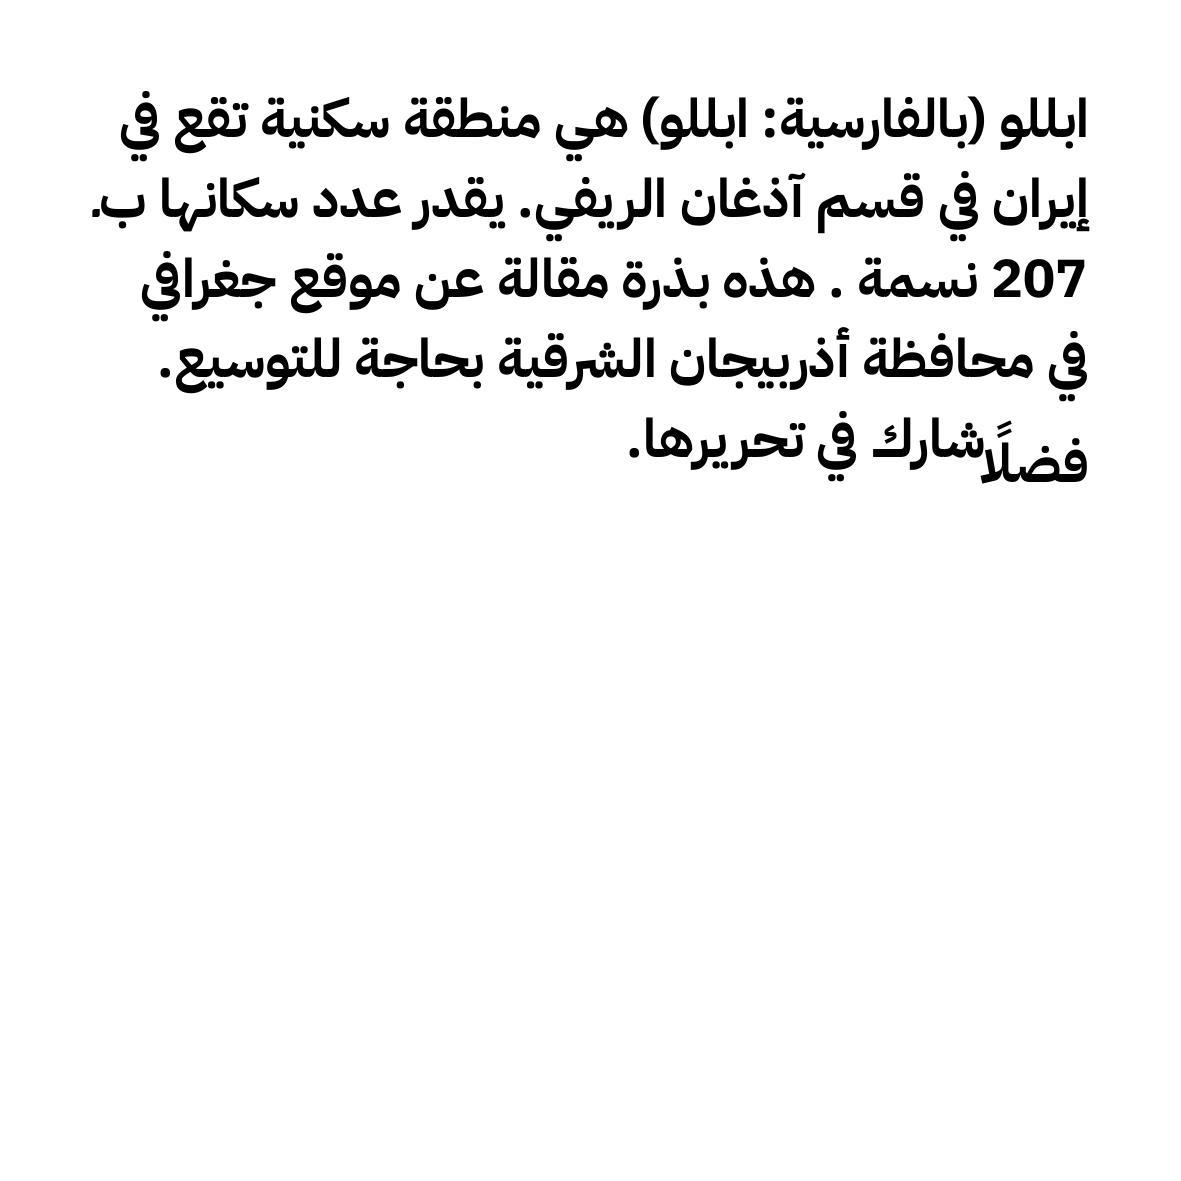 ابللو (بالفارسية: ابللو) هي منطقة سكنية تقع في
إيران في قسم آذغان الريفي. يقدر عدد سكانها ب.
207 نسمة . هذه بذرة مقالة عن موقع جغرافي
في محافظة أذربيجان الشرقية بحاجة للتوسيع.
فضلًا شارك في تحريرها.